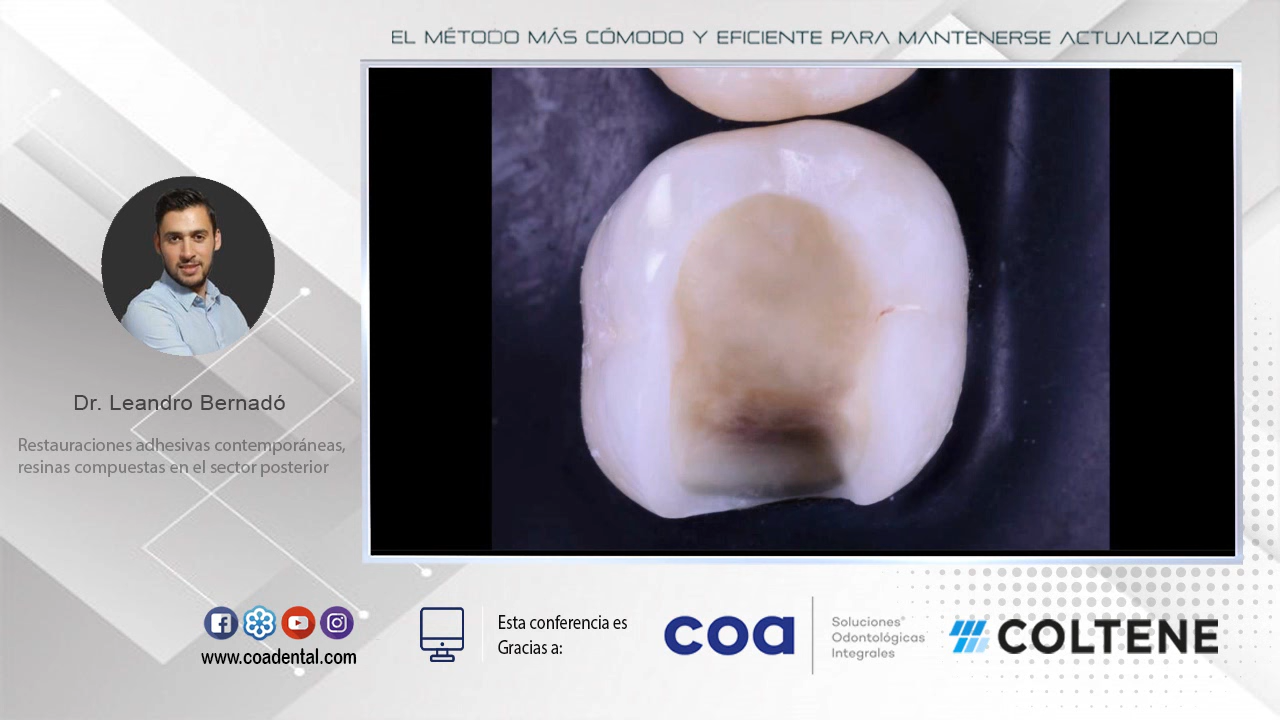 EL MÉTODO MÁS CÓMODO Y EFICIENTE PARA MANTENERSE ACTUALIZADO
Dr. Leandro Bernadó
Restauraciones adhesivas contemporáneas,
resinas compuestas en el sector posterior
www.coadental.com
Esta conferencia es
Gracias a:
coa
Soluciones®
Odontológicas
Integrales
COLTENE